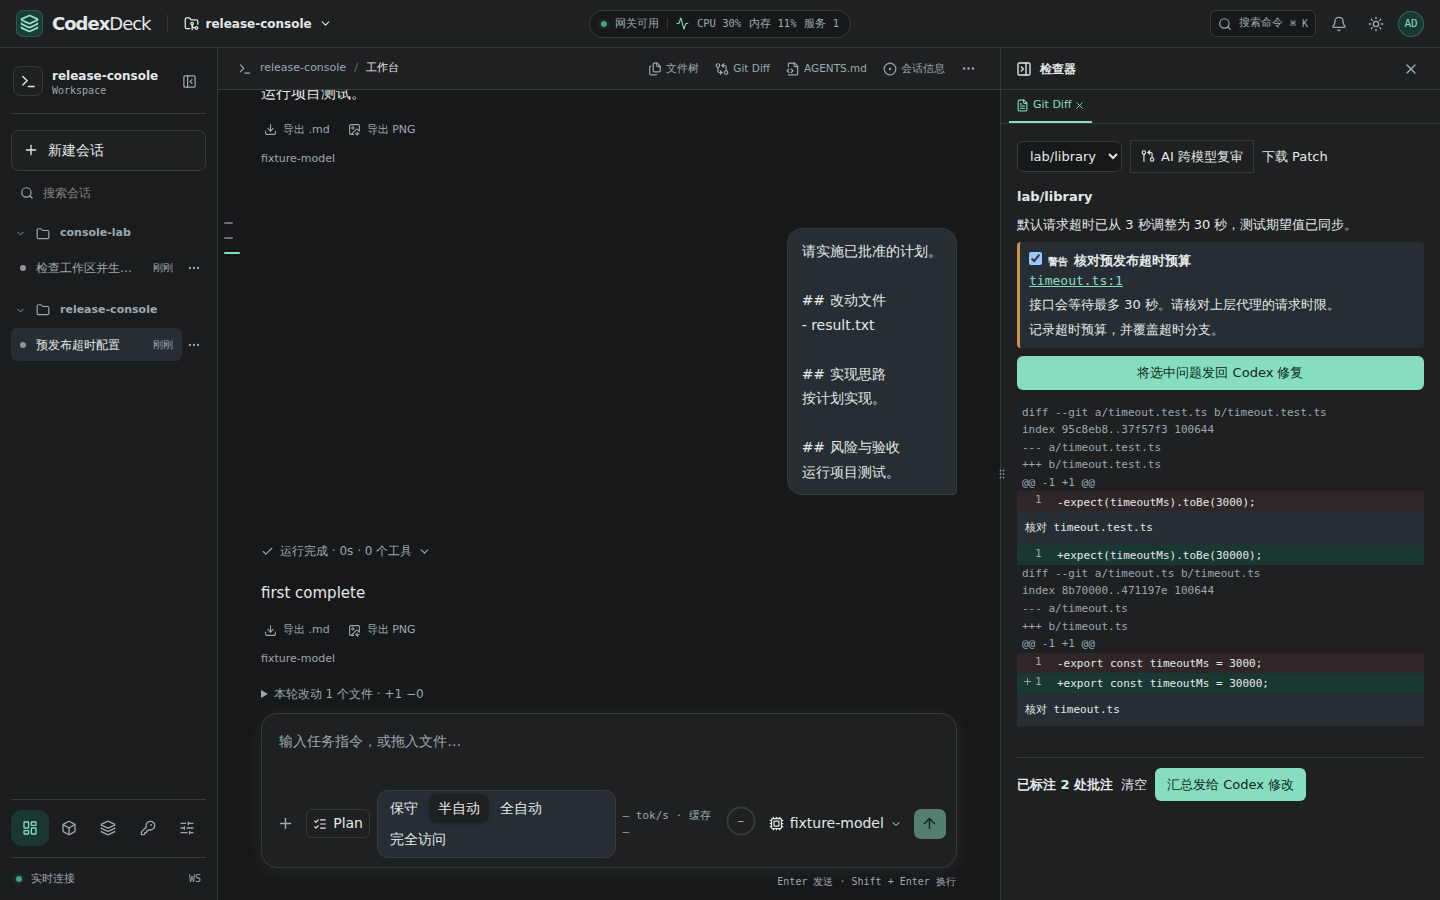 CodexDeck
release-console
网关可用
CPU 30% 内存 11% 服务 1
搜索命令 ⌘ K
AD
release-console
Workspace
新建会话
搜索会话
console-lab
检查工作区并生... 刚刚
release-console
预发布超时配置 刚刚
实时连接 WS
release-console / 工作台
文件树
Git Diff
AGENTS.md
会话信息
运行项目测试。
导出 .md 导出 PNG
fixture-model
请实施已批准的计划。
## 改动文件
- result.txt
## 实现思路
按计划实现。
## 风险与验收
运行项目测试。
运行完成 · 0s · 0 个工具
first complete
导出 .md 导出 PNG
fixture-model
本轮改动 1 个文件 · +1 −0
输入任务指令，或拖入文件...
Plan
保守 半自动 全自动
完全访问
— tok/s · 缓存
—
–
fixture-model
Enter 发送 · Shift + Enter 换行
检查器
Git Diff ×
lab/library
AI 跨模型复审
下载 Patch
lab/library
默认请求超时已从 3 秒调整为 30 秒，测试期望值已同步。
警告 核对预发布超时预算
timeout.ts:1
接口会等待最多 30 秒。请核对上层代理的请求时限。
记录超时预算，并覆盖超时分支。
将选中问题发回 Codex 修复
diff --git a/timeout.test.ts b/timeout.test.ts
index 95c8eb8..37f57f3 100644
--- a/timeout.test.ts
+++ b/timeout.test.ts
@@ -1 +1 @@
1 -expect(timeoutMs).toBe(3000);
核对 timeout.test.ts
1 +expect(timeoutMs).toBe(30000);
diff --git a/timeout.ts b/timeout.ts
index 8b70000..471197e 100644
--- a/timeout.ts
+++ b/timeout.ts
@@ -1 +1 @@
1 -export const timeoutMs = 3000;
+ 1 +export const timeoutMs = 30000;
核对 timeout.ts
已标注 2 处批注 清空 汇总发给 Codex 修改